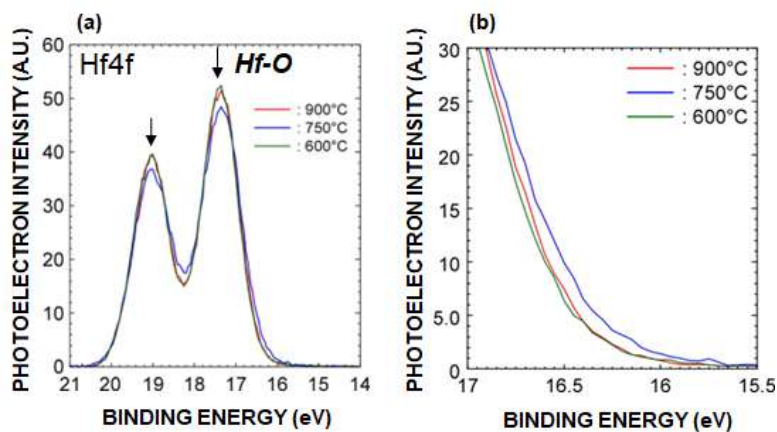 (a)
PHOTOELECTRON INTENSITY (A.U.)
60
50
40
30
20
10
0
Hf4f
Hf-O
: 900°C
: 750°C
: 600°C
21 20 19 18 17 16 15 14
BINDING ENERGY (eV)
(b)
PHOTOELECTRON INTENSITY (A.U.)
30
25
20
15
10
5.0
0
: 900°C
: 750°C
: 600°C
17 16.5 16 15.5
BINDING ENERGY (eV)